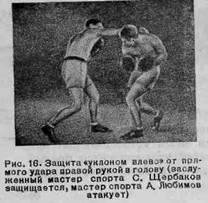 Рис. 16. Защита «уклоном влево» от пря-
мого удара правой рукой в голову (заслу-
женный мастер спорта С. Щербаков
защищается, мастер спорта А. Любимов
атакует)